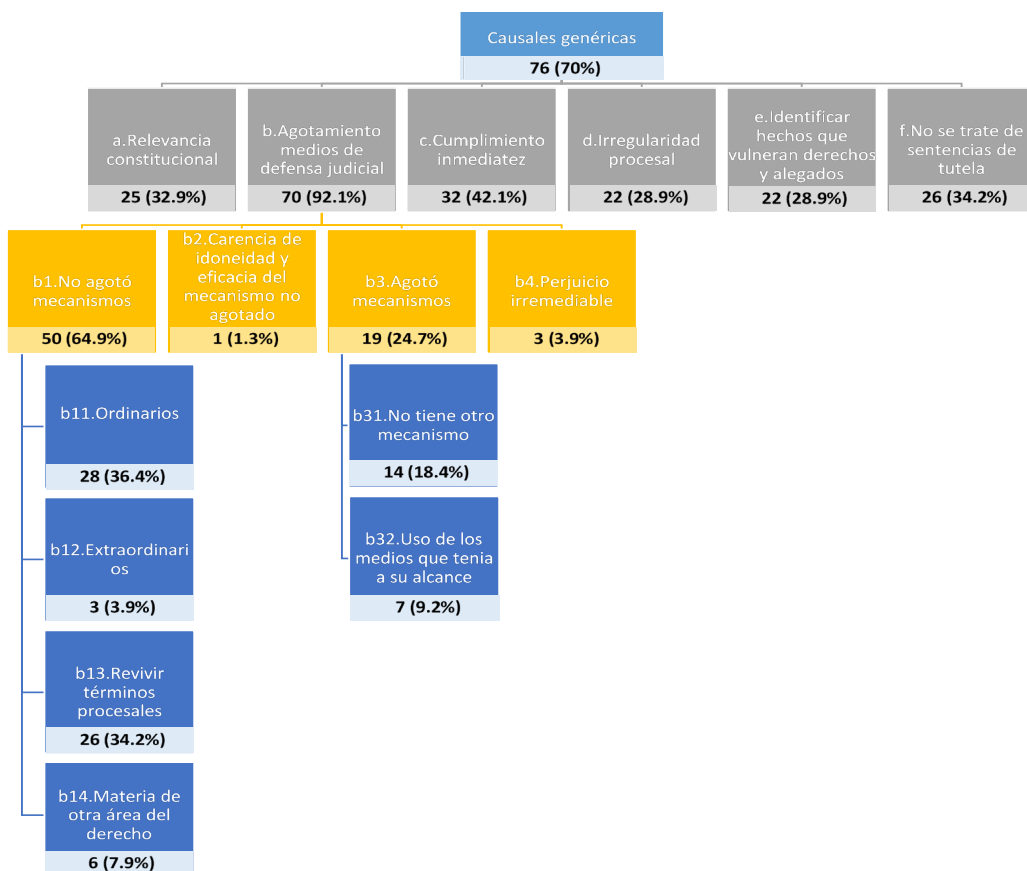 Causales genéricas
76 (70%)
a.Relevancia
constitucional
25 (32.9%)
b.Agotamiento
medios de
defensa judicial
70 (92.1%)
c.Cumplimiento
inmediatez
32 (42.1%)
d.Irregularidad
procesal
22 (28.9%)
e.Identificar
hechos que
vulneran derechos
y alegados
22 (28.9%)
f.No se trate de
sentencias de
tutela
26 (34.2%)
b1.No agotó
mecanismos
50 (64.9%)
b2.Carencia de
idoneidad y
eficacia del
mecanismo no
agotado
1 (1.3%)
b3.Agotó
mecanismos
19 (24.7%)
b4.Perjuicio
irremediable
3 (3.9%)
b11.Ordinarios
28 (36.4%)
b12.Extraordinari
os
3 (3.9%)
b13.Revivir
términos
procesales
26 (34.2%)
b14.Materia de
otra área del
derecho
6 (7.9%)
b31.No tiene otro
mecanismo
14 (18.4%)
b32.Uso de los
medios que tenia
a su alcance
7 (9.2%)